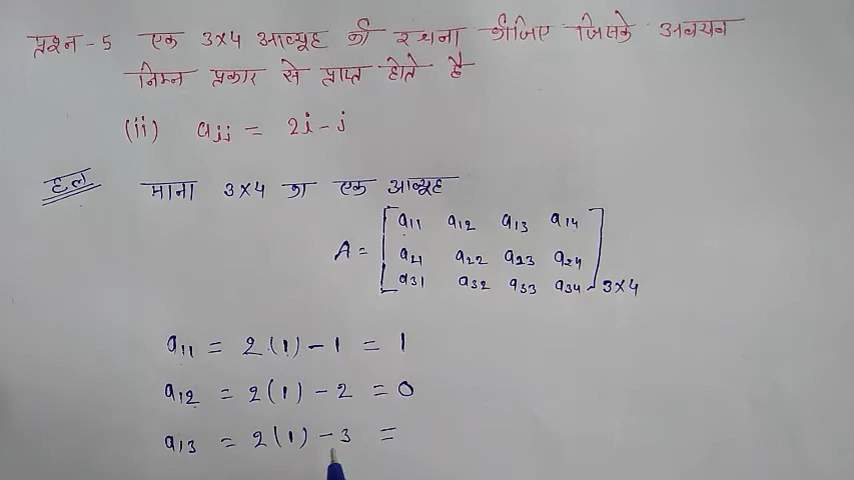 प्रश्न - 5 एक 3×4 आव्यूह की रचना कीजिए जिसके अवयव
निम्न प्रकार से प्राप्त होते है
(ii) aij = 2i - j
हल माना 3×4 का एक आव्यूह
A = [ a11 a12 a13 a14
a21 a22 a23 a24
a31 a32 a33 a34 ] 3×4
a11 = 2(1) - 1 = 1
a12 = 2(1) - 2 = 0
a13 = 2(1) - 3 =